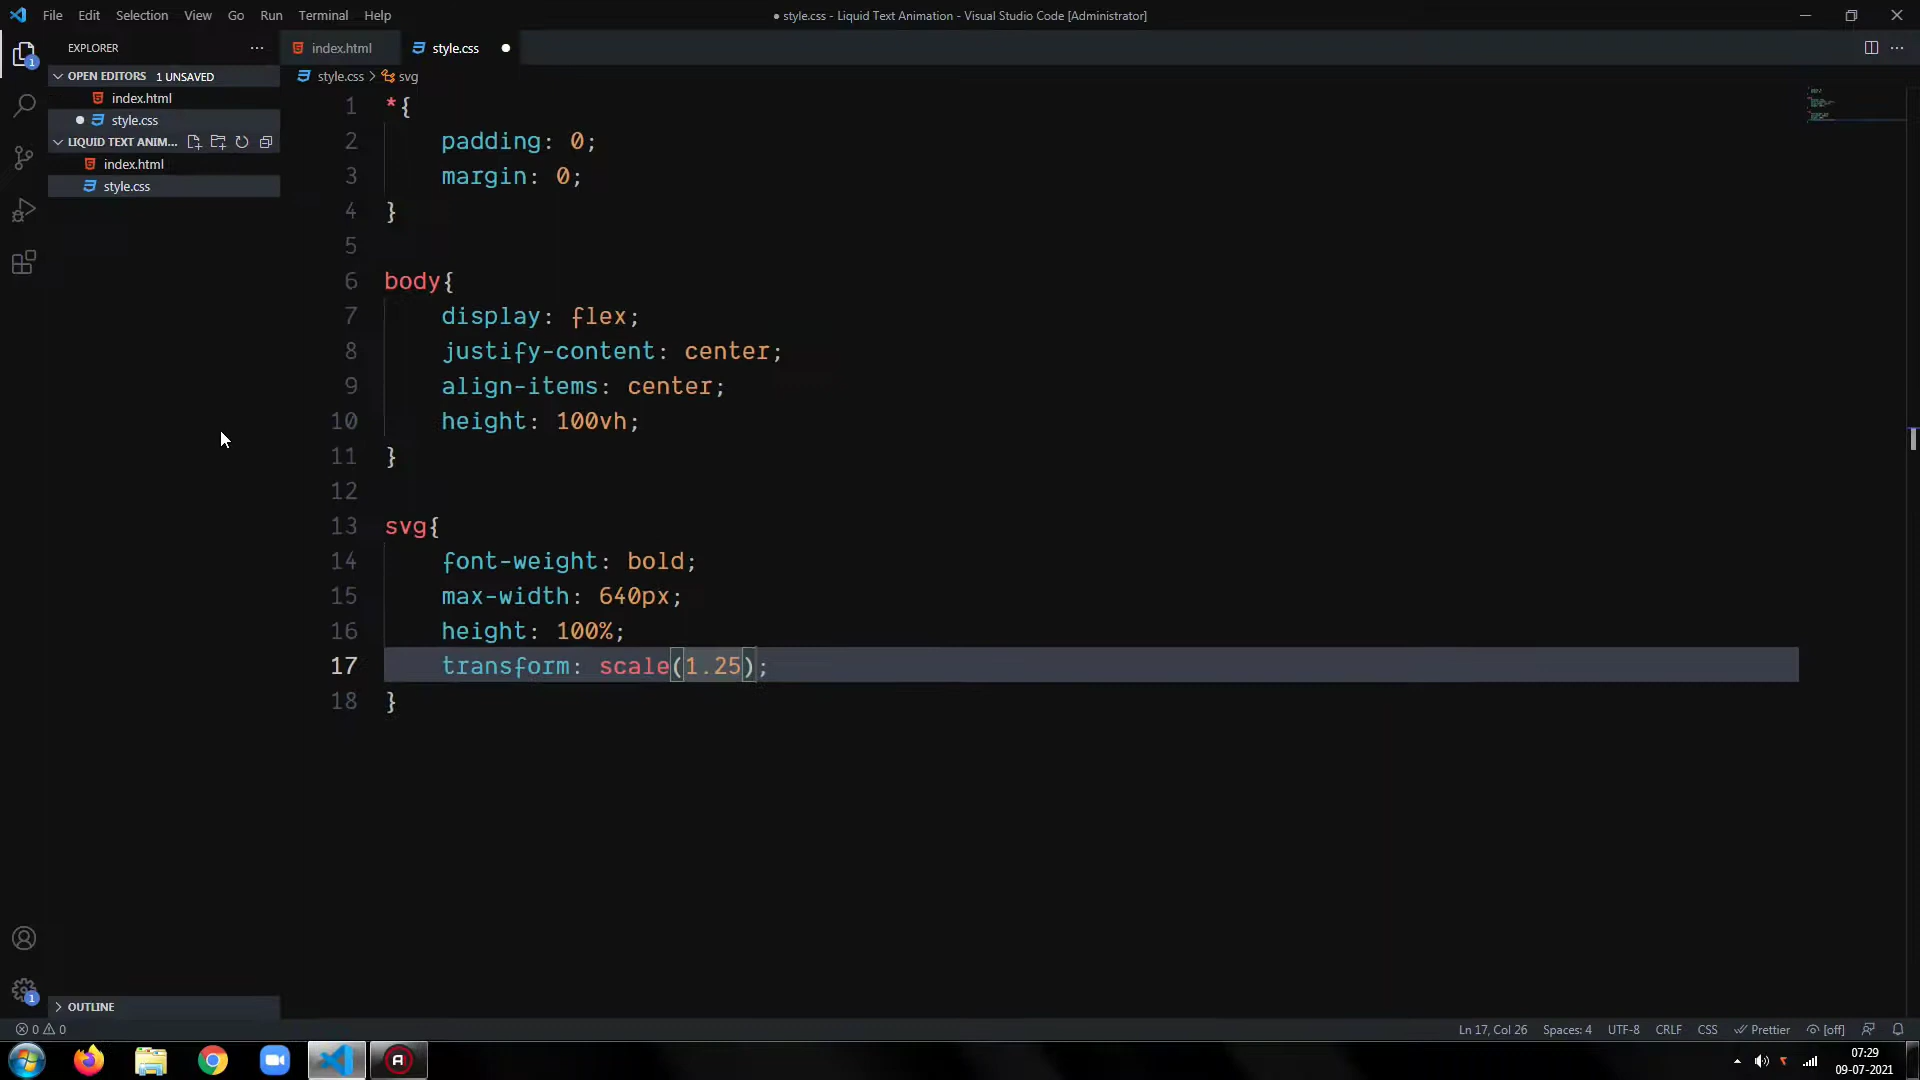 File Edit Selection View Go Run Terminal Help
● style.css - Liquid Text Animation - Visual Studio Code [Administrator]
EXPLORER
index.html
style.css
OPEN EDITORS 1 UNSAVED
style.css > svg
index.html
style.css
LIQUID TEXT ANIM...
index.html
style.css
1 *{
2 padding: 0;
3 margin: 0;
4 }
5
6 body{
7 display: flex;
8 justify-content: center;
9 align-items: center;
10 height: 100vh;
11 }
12
13 svg{
14 font-weight: bold;
15 max-width: 640px;
16 height: 100%;
17 transform: scale(1.25);
18 }
1
1
OUTLINE
0 0
Ln 17, Col 26 Spaces: 4 UTF-8 CRLF CSS Prettier [off]
07:29
09-07-2021